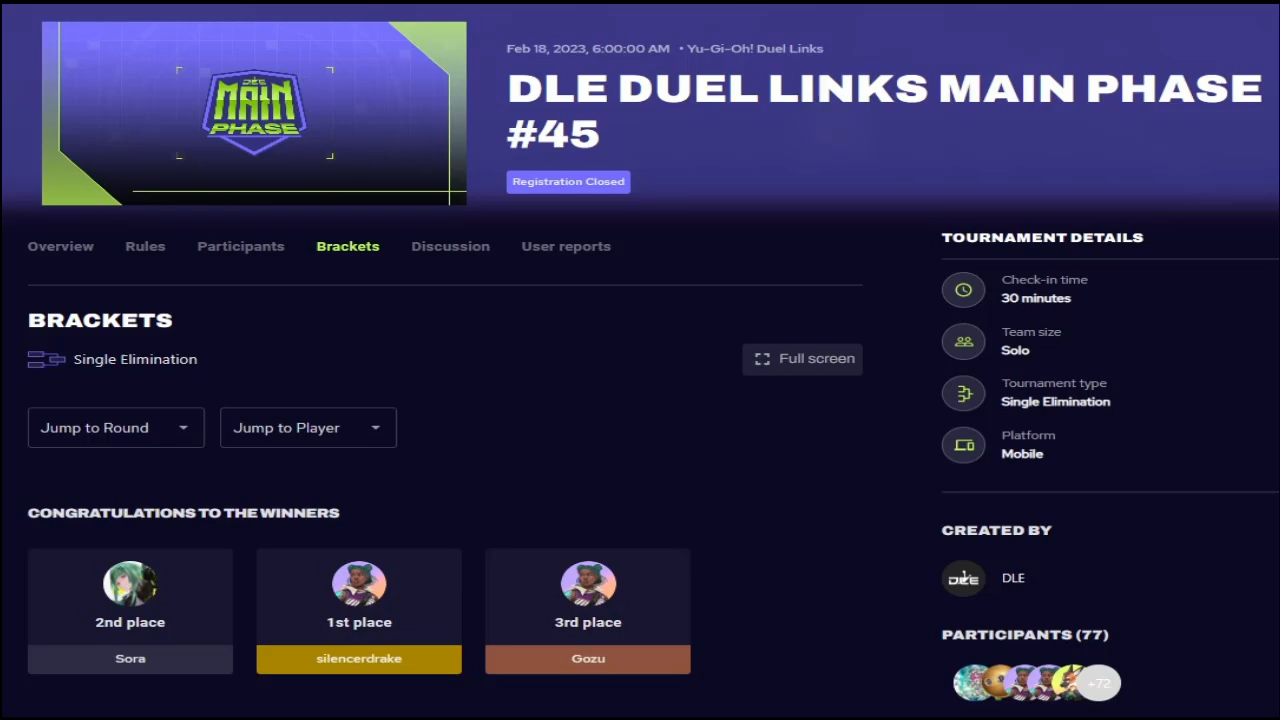 DLE
MAIN
PHASE
Feb 18, 2023, 6:00:00 AM • Yu-Gi-Oh! Duel Links
DLE DUEL LINKS MAIN PHASE
#45
Registration Closed
Overview Rules Participants Brackets Discussion User reports
BRACKETS
Single Elimination
Full screen
Jump to Round Jump to Player
CONGRATULATIONS TO THE WINNERS
2nd place 1st place 3rd place
Sora silencerdrake Gozu
TOURNAMENT DETAILS
Check-in time
30 minutes
Team size
Solo
Tournament type
Single Elimination
Platform
Mobile
CREATED BY
DLE DLE
PARTICIPANTS (77)
+72